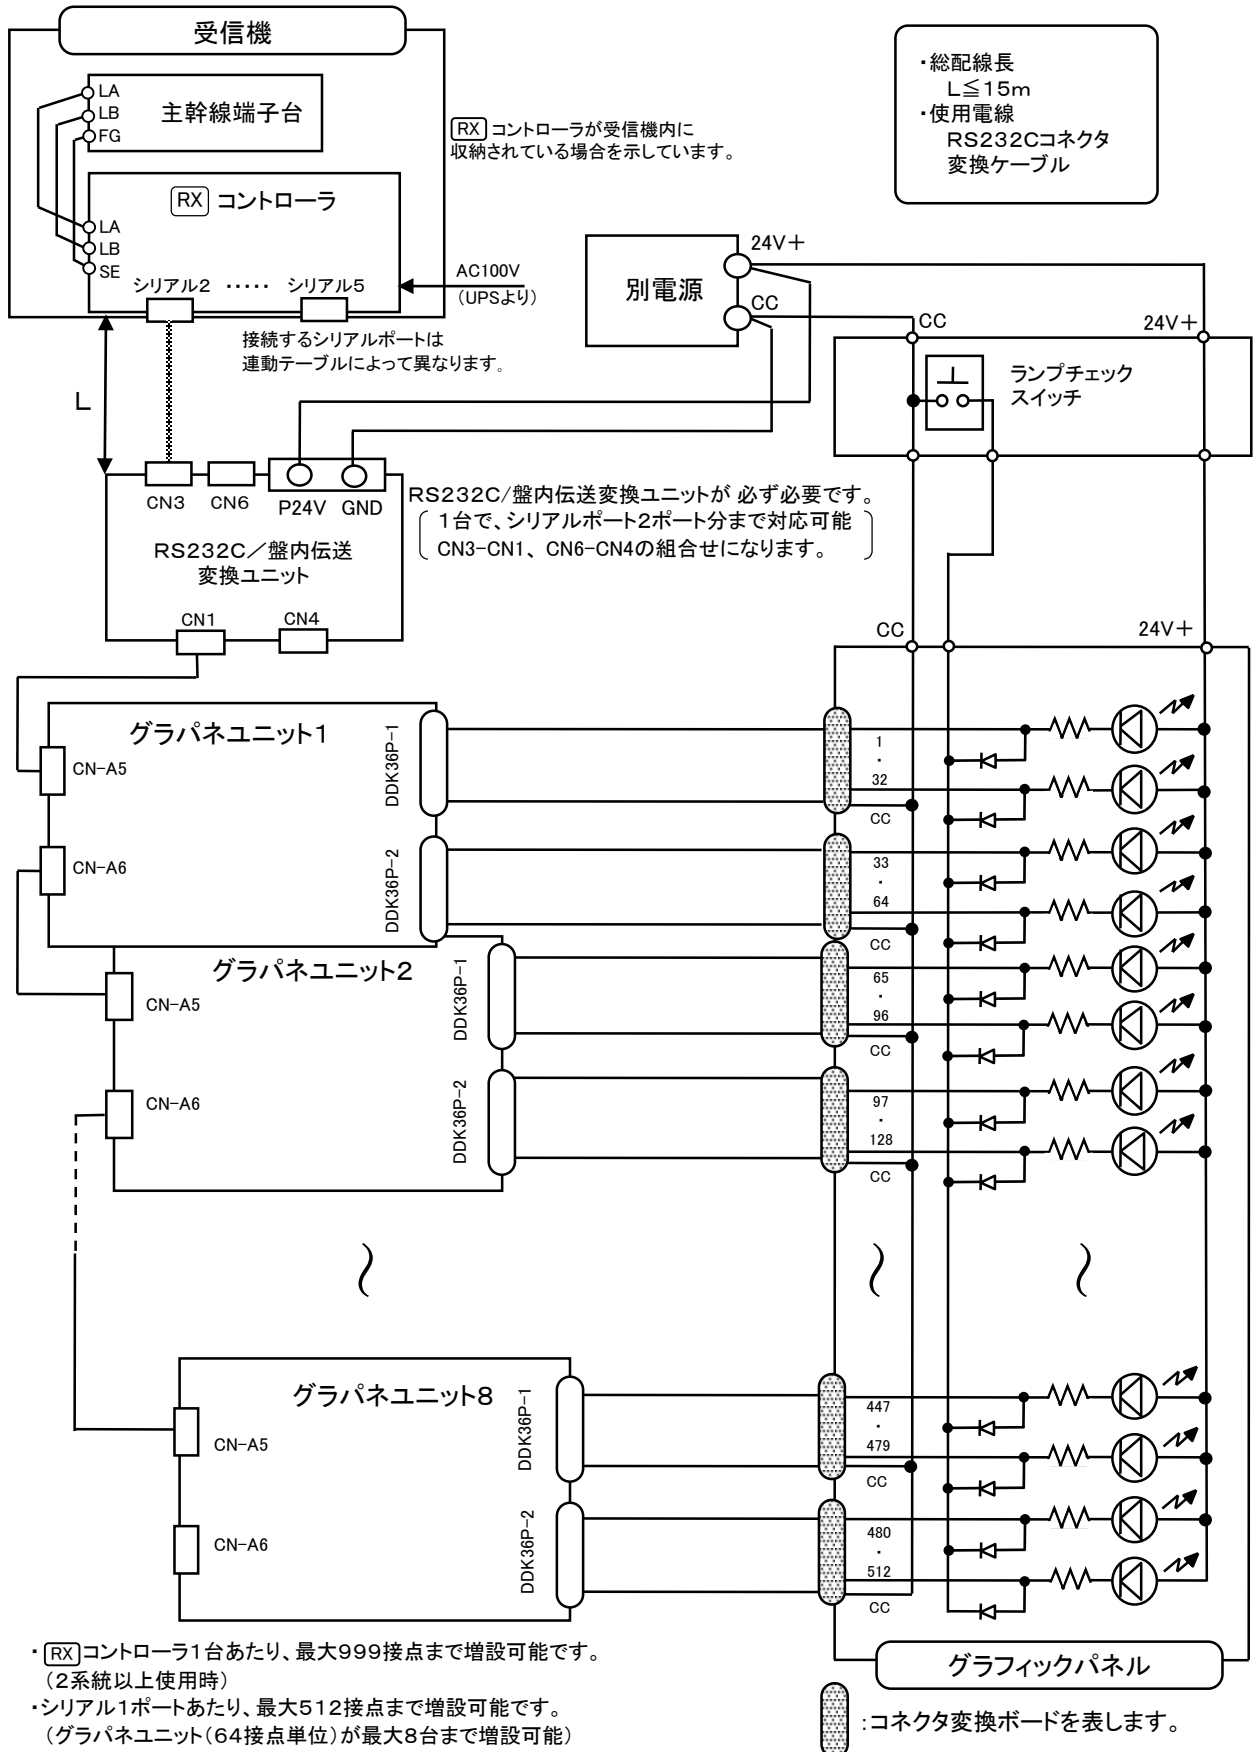 受信機
LA
LB
FG
主幹線端子台
RX コントローラが受信機内に
収納されている場合を示しています。
・総配線長
L≦15m
・使用電線
RS232Cコネクタ
変換ケーブル
RX コントローラ
LA
LB
SE
シリアル2 ・・・・・ シリアル5
AC100V
(UPSより)
接続するシリアルポートは
連動テーブルによって異なります。
別電源
24V+
CC
CC
24V+
ランプチェック
スイッチ
L
CN3
CN6
P24V
GND
RS232C/盤内伝送変換ユニットが 必ず必要です。
1台で、シリアルポート2ポート分まで対応可能
CN3-CN1、CN6-CN4の組合せになります。
RS232C/盤内伝送
変換ユニット
CN1
CN4
CC
24V+
グラパネユニット1
CN-A5
CN-A6
DDK36P-1
DDK36P-2
1
・
32
CC
33
・
64
CC
グラパネユニット2
CN-A5
CN-A6
DDK36P-1
DDK36P-2
65
・
96
CC
97
・
128
CC
～
～
～
グラパネユニット8
CN-A5
CN-A6
DDK36P-1
DDK36P-2
447
・
479
CC
480
・
512
CC
グラフィックパネル
・RX コントローラ1台あたり、最大999接点まで増設可能です。
(2系統以上使用時)
・シリアル1ポートあたり、最大512接点まで増設可能です。
(グラパネユニット(64接点単位)が最大8台まで増設可能)
:コネクタ変換ボードを表します。